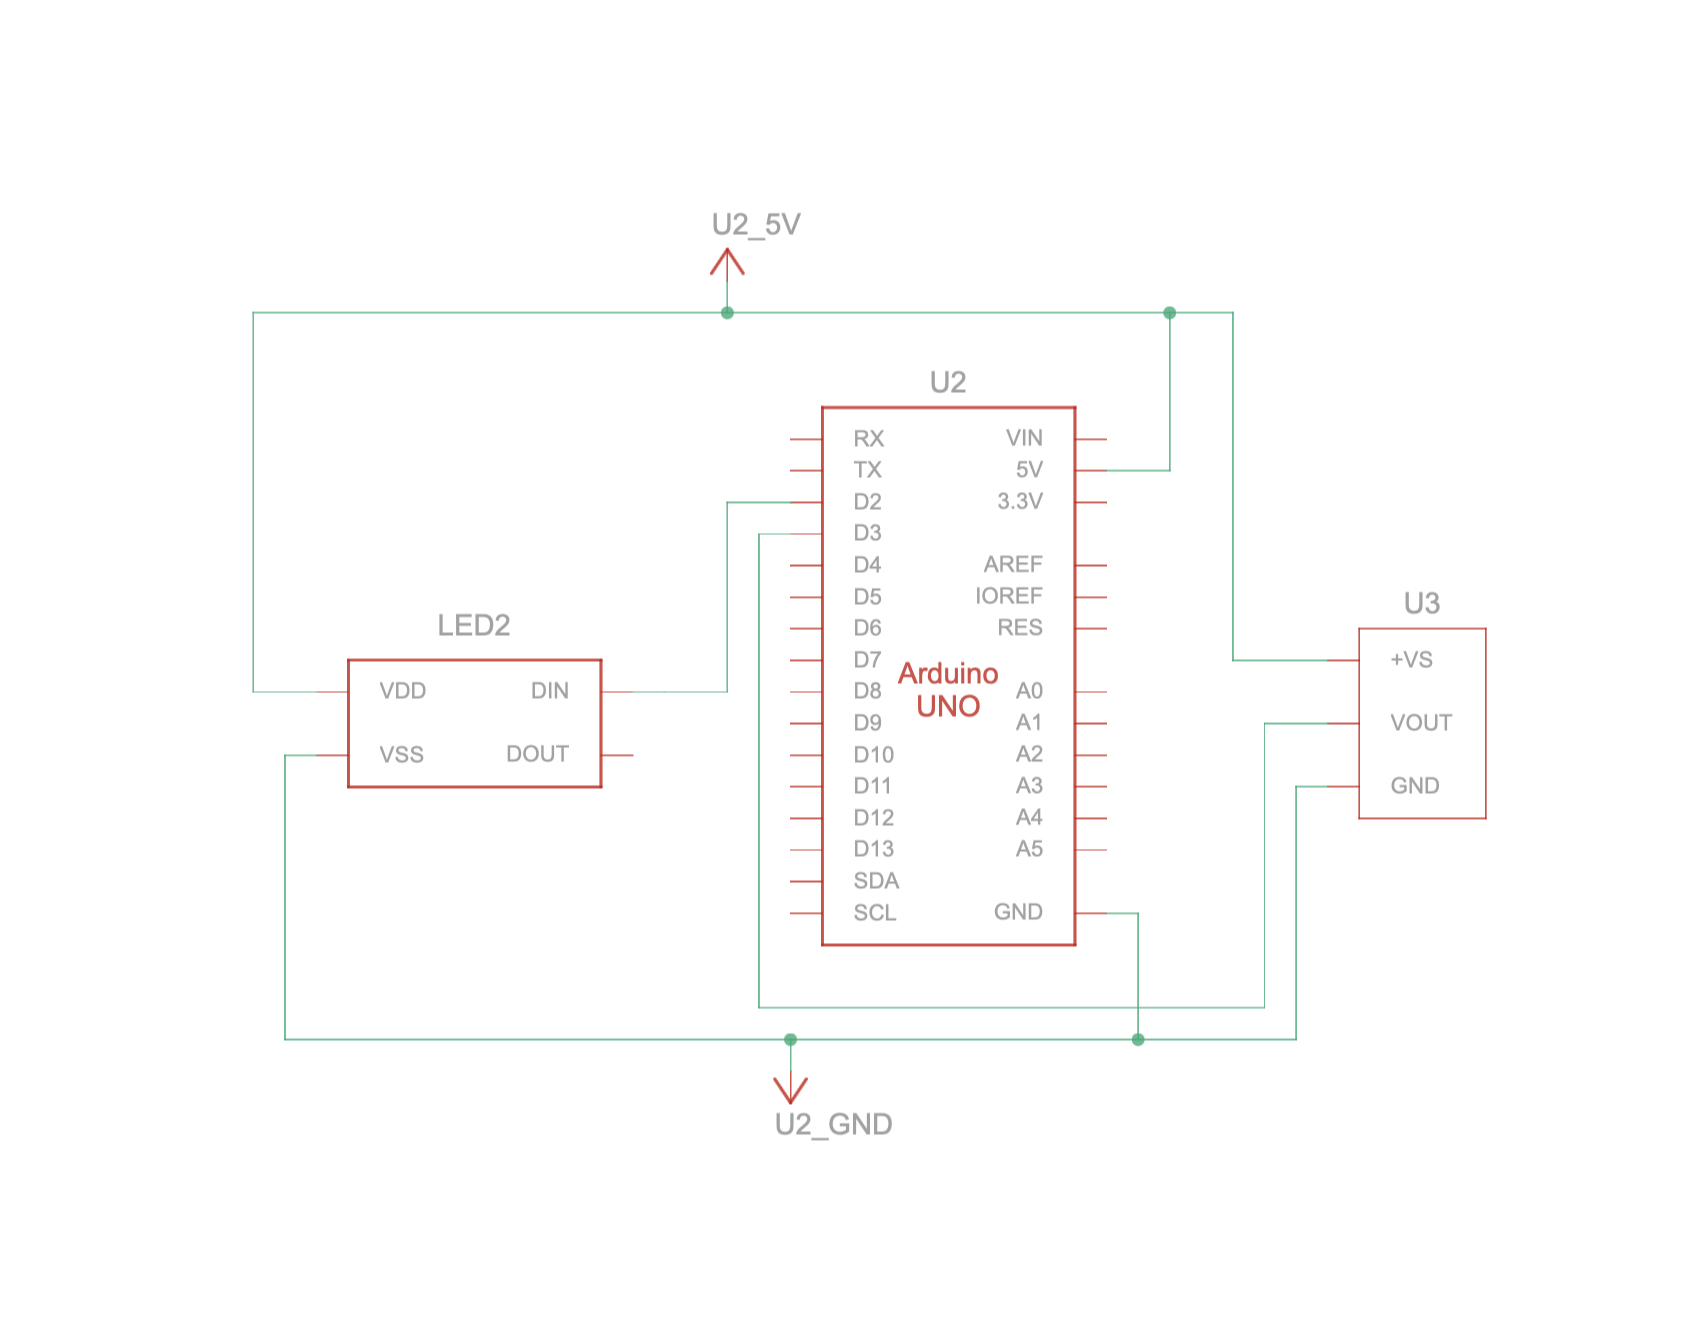 U2_5V
U2
RX
TX
D2
D3
D4
D5
D6
D7
D8
D9
D10
D11
D12
D13
SDA
SCL
VIN
5V
3.3V
AREF
IOREF
RES
A0
A1
A2
A3
A4
A5
GND
Arduino
UNO
LED2
VDD
DIN
VSS
DOUT
U3
+VS
VOUT
GND
U2_GND